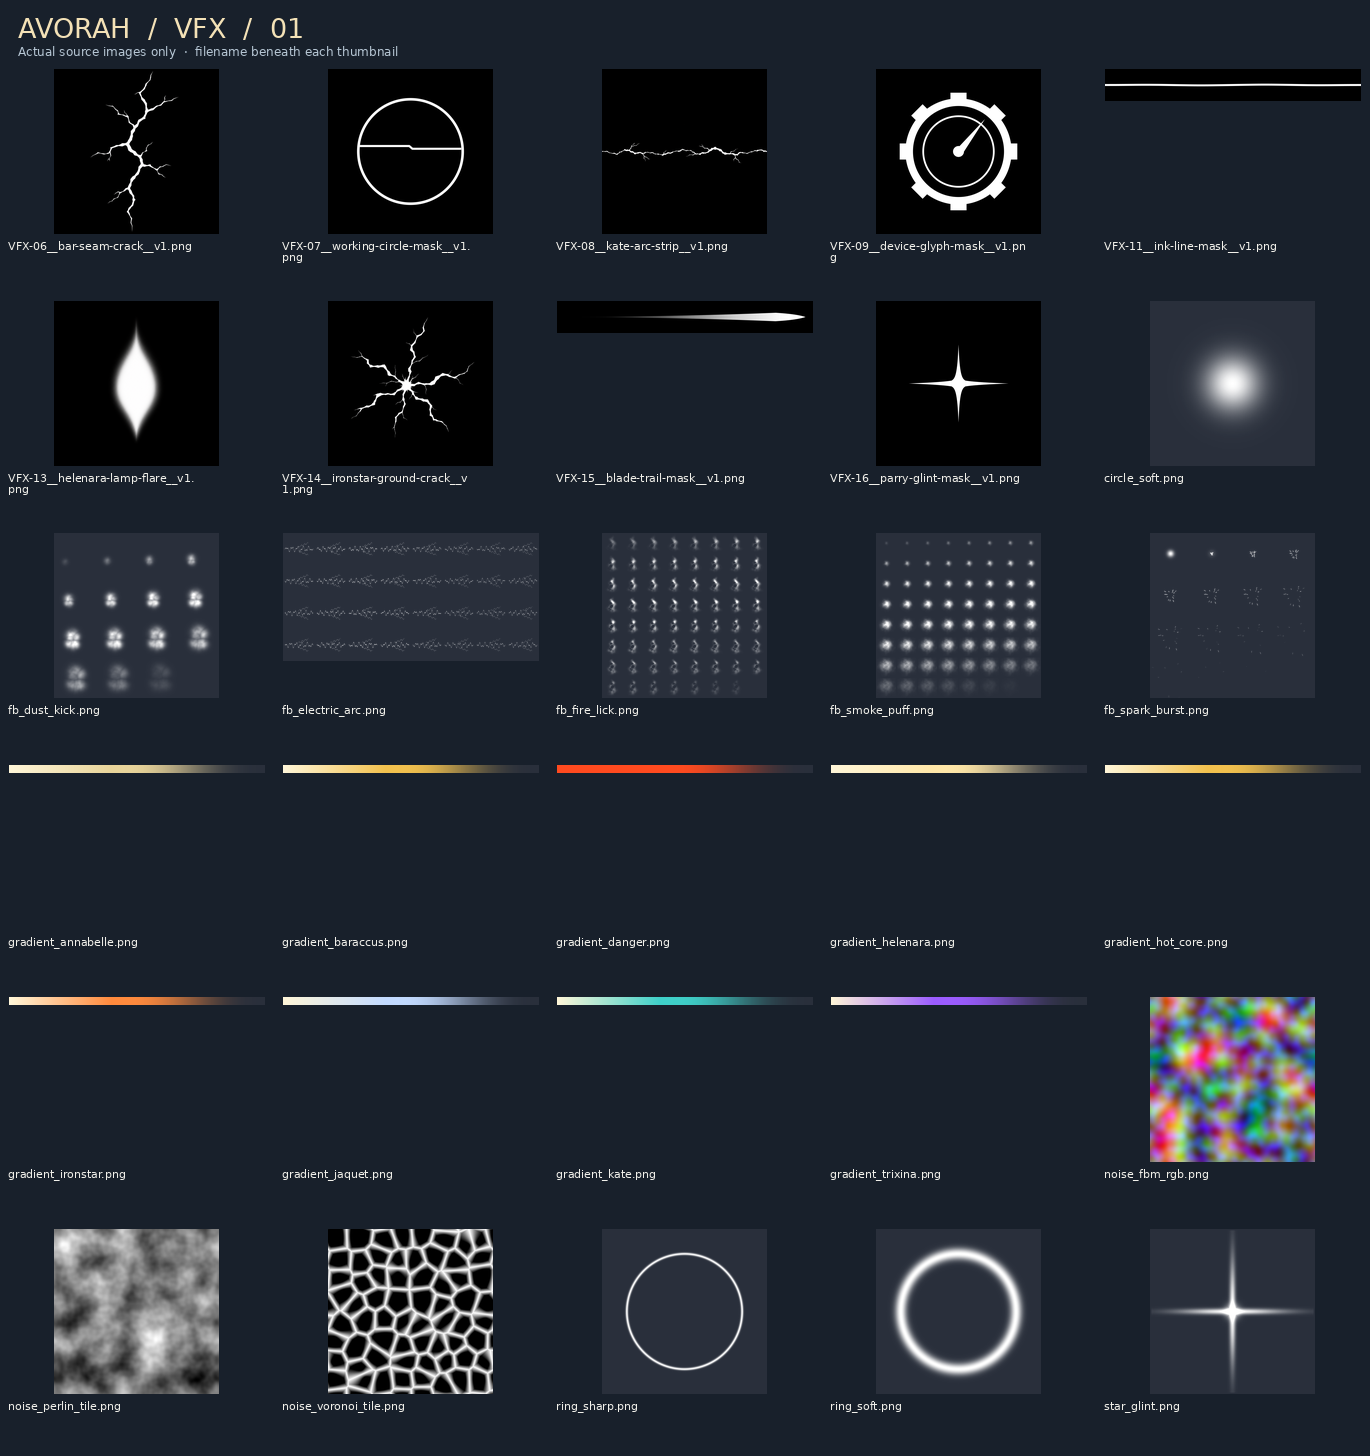 AVORAH / VFX / 01
Actual source images only · filename beneath each thumbnail
VFX-06__bar-seam-crack__v1.png
VFX-07__working-circle-mask__v1.
png
VFX-08__kate-arc-strip__v1.png
VFX-09__device-glyph-mask__v1.pn
g
VFX-11__ink-line-mask__v1.png
VFX-13__helenara-lamp-flare__v1.
png
VFX-14__ironstar-ground-crack__v
1.png
VFX-15__blade-trail-mask__v1.png
VFX-16__parry-glint-mask__v1.png
circle_soft.png
fb_dust_kick.png
fb_electric_arc.png
fb_fire_lick.png
fb_smoke_puff.png
fb_spark_burst.png
gradient_annabelle.png
gradient_baraccus.png
gradient_danger.png
gradient_helenara.png
gradient_hot_core.png
gradient_ironstar.png
gradient_jaquet.png
gradient_kate.png
gradient_trixina.png
noise_fbm_rgb.png
noise_perlin_tile.png
noise_voronoi_tile.png
ring_sharp.png
ring_soft.png
star_glint.png